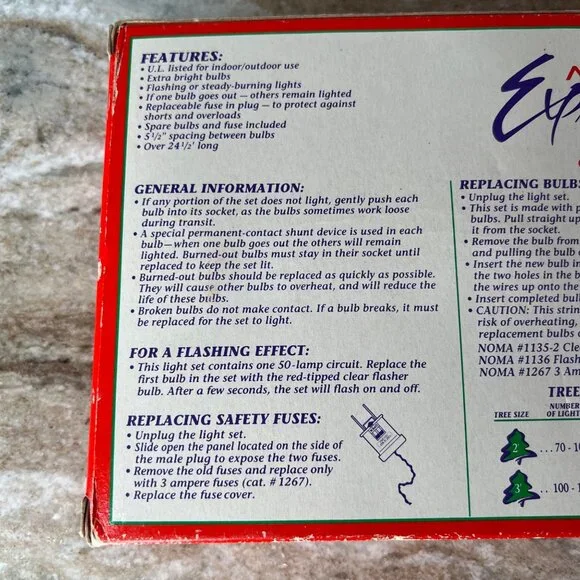 FEATURES:
• U.L. listed for indoor/outdoor use
• Extra bright bulbs
• Flashing or steady-burning lights
• If one bulb goes out — others remain lighted
• Replaceable fuse in plug — to protect against
shorts and overloads
• Spare bulbs and fuse included
• 5 1/2" spacing between bulbs
• Over 24 1/2' long
GENERAL INFORMATION:
• If any portion of the set does not light, gently push each
bulb into its socket, as the bulbs sometimes work loose
during transit.
• A special permanent-contact shunt device is used in each
bulb—when one bulb goes out the others will remain
lighted. Burned-out bulbs must stay in their socket until
replaced to keep the set lit.
• Burned-out bulbs should be replaced as quickly as possible.
They will cause other bulbs to overheat, and will reduce the
life of these bulbs.
• Broken bulbs do not make contact. If a bulb breaks, it must
be replaced for the set to light.
FOR A FLASHING EFFECT:
• This light set contains one 50-lamp circuit. Replace the
first bulb in the set with the red-tipped clear flasher
bulb. After a few seconds, the set will flash on and off.
REPLACING SAFETY FUSES:
• Unplug the light set.
• Slide open the panel located on the side of
the male plug to expose the two fuses.
• Remove the old fuses and replace only
with 3 ampere fuses (cat. #1267).
• Replace the fuse cover.
REPLACING BULBS
• Unplug the light set.
• This set is made with p
bulbs. Pull straight up
it from the socket.
• Remove the bulb from
and pulling the bulb
• Insert the new bulb in
the two holes in the b
the wires up onto the
• Insert completed bul
• CAUTION: This strin
risk of overheating,
replacement bulbs
NOMA #1135-2 Cle
NOMA #1136 Flash
NOMA #1267 3 Am
TREE
TREE SIZE
NUMBER
OF LIGHT
2' ...70-10
3' .. 100-1